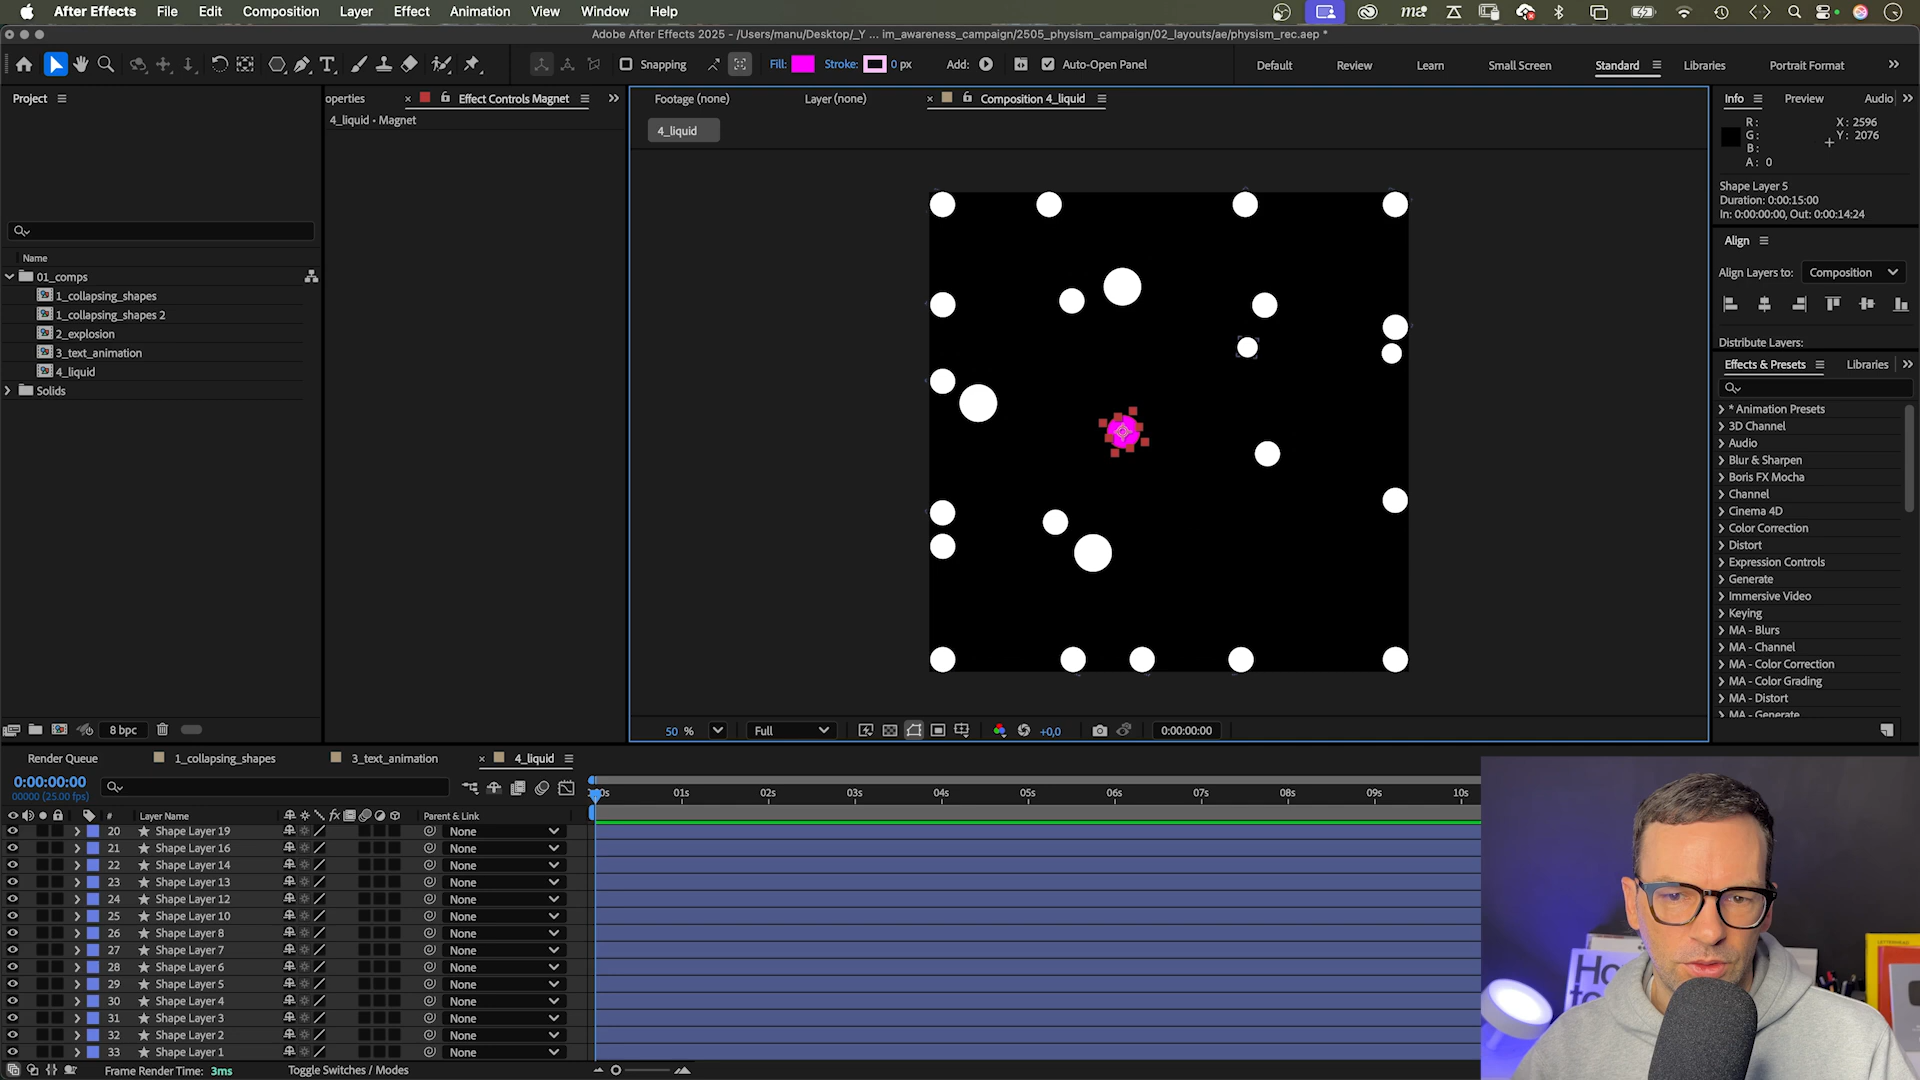 After Effects File Edit Composition Layer Effect Animation View Window Help
Adobe After Effects 2025 - /Users/manu/Desktop/_Y ... im_awareness_campaign/2505_physism_campaign/02_layouts/ae/physism_rec.aep *
Snapping Fill: Stroke: 0 px Add: Auto-Open Panel Default Review Learn Small Screen Standard Libraries Portrait Format
Project operties Effect Controls Magnet Footage (none) Layer (none) Composition 4_liquid Info Preview Audio
4_liquid • Magnet
4_liquid
R: X: 2596
G: Y: 2076
B:
A: 0
Shape Layer 5
Duration: 0:00:15:00
In: 0:00:00:00, Out: 0:00:14:24
Align
Align Layers to: Composition
Distribute Layers:
Effects & Presets Libraries
Name
01_comps
1_collapsing_shapes
1_collapsing_shapes 2
2_explosion
3_text_animation
4_liquid
Solids
* Animation Presets
3D Channel
Audio
Blur & Sharpen
Boris FX Mocha
Channel
Cinema 4D
Color Correction
Distort
Expression Controls
Generate
Immersive Video
Keying
MA - Blurs
MA - Channel
MA - Color Correction
MA - Color Grading
MA - Distort
MA - Generate
8 bpc 50 % Full +0,0 0:00:00:00
Render Queue 1_collapsing_shapes 3_text_animation 4_liquid
0:00:00:00
00000 (25.00 fps)
01s 02s 03s 04s 05s 06s 07s 08s 09s 10s
# Layer Name fx Parent & Link
20 Shape Layer 19 None
21 Shape Layer 16 None
22 Shape Layer 14 None
23 Shape Layer 13 None
24 Shape Layer 12 None
25 Shape Layer 10 None
26 Shape Layer 8 None
27 Shape Layer 7 None
28 Shape Layer 6 None
29 Shape Layer 5 None
30 Shape Layer 4 None
31 Shape Layer 3 None
32 Shape Layer 2 None
33 Shape Layer 1 None
Frame Render Time: 3ms Toggle Switches / Modes